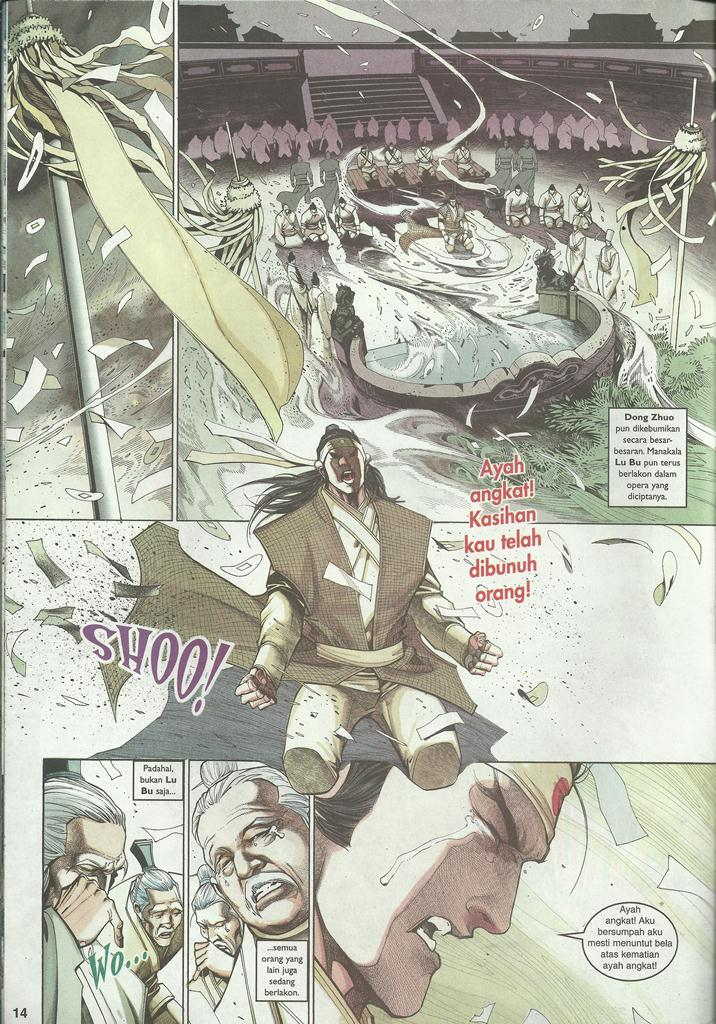 Dong Zhuo
pun dikebumikan
secara besar-
besaran. Manakala
Lu Bu pun terus
berlakon dalam
opera yang
diciptanya.
Ayah
angkat!
Kasihan
kau telah
dibunuh
orang!
SHOO!
Padahal,
bukan Lu
Bu saja...
Wo...
...semua
orang yang
lain juga
sedang
berlakon.
Ayah
angkat! Aku
bersumpah aku
mesti menuntut bela
atas kematian
ayah angkat!
14